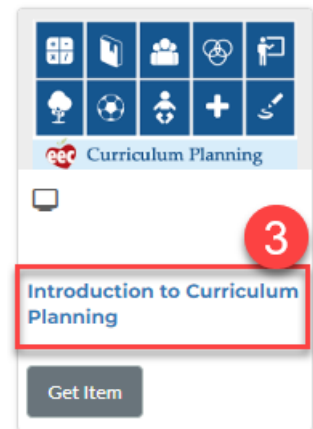 eec Curriculum Planning
3
Introduction to Curriculum
Planning
Get Item